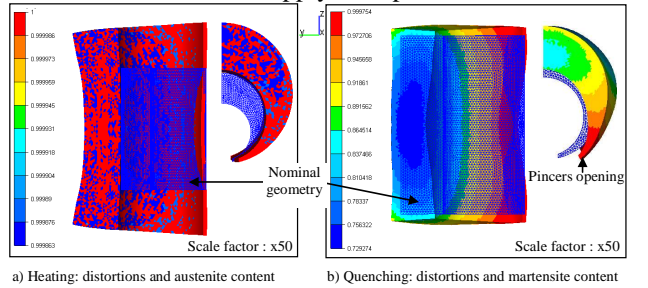 1
0.999986
0.999973
0.999959
0.999945
0.999931
0.999918
0.999904
0.99989
0.999876
0.999863
Scale factor : x50
z
y
x
Nominal
geometry
0.999754
0.972706
0.945658
0.91861
0.891562
0.864514
0.837466
0.810418
0.78337
0.756322
0.729274
Pincers opening
Scale factor : x50
a) Heating: distortions and austenite content
b) Quenching: distortions and martensite content